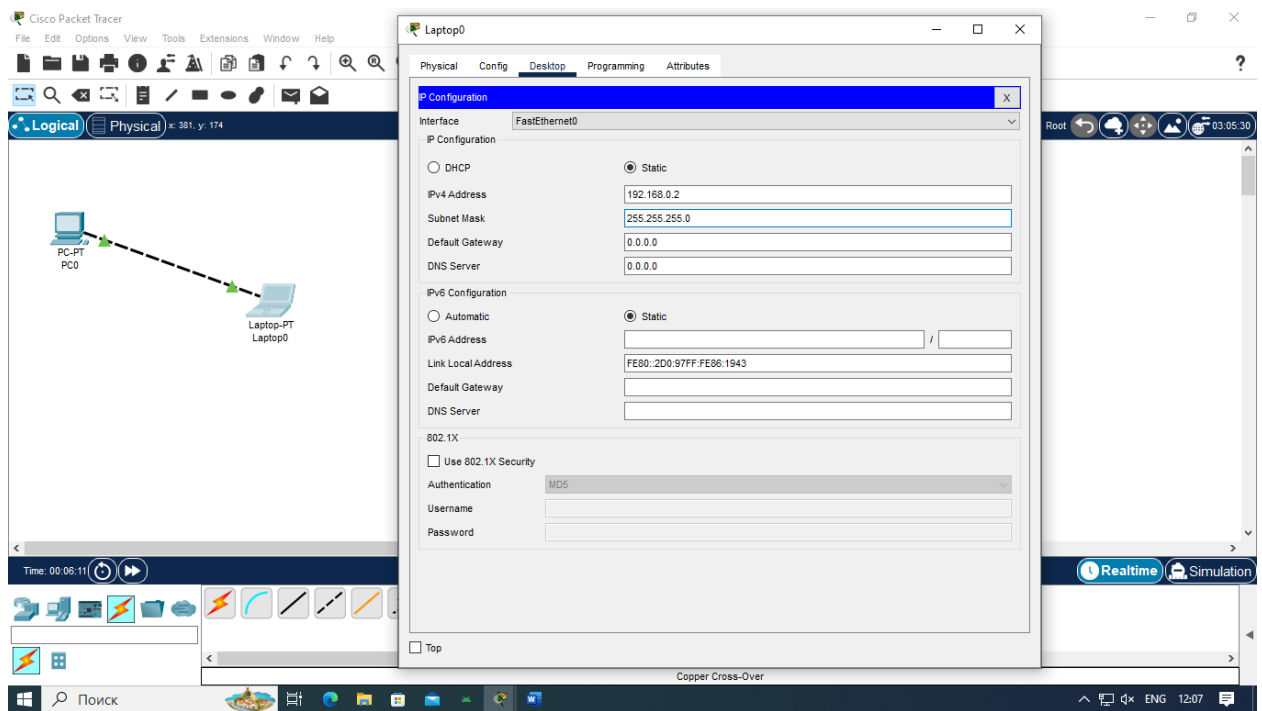 Cisco Packet Tracer
File Edit Options View Tools Extensions Window Help
Logical Physical x: 381, y: 174
Root 03:05:30
PC-PT
PC0
Laptop-PT
Laptop0
Laptop0
Physical Config Desktop Programming Attributes
IP Configuration X
Interface FastEthernet0
IP Configuration
DHCP Static
IPv4 Address 192.168.0.2
Subnet Mask 255.255.255.0
Default Gateway 0.0.0.0
DNS Server 0.0.0.0
IPv6 Configuration
Automatic Static
IPv6 Address /
Link Local Address FE80::2D0:97FF:FE86:1943
Default Gateway
DNS Server
802.1X
Use 802.1X Security
Authentication MD5
Username
Password
Top
Time: 00:06:11
Realtime Simulation
Copper Cross-Over
Поиск
ENG 12:07